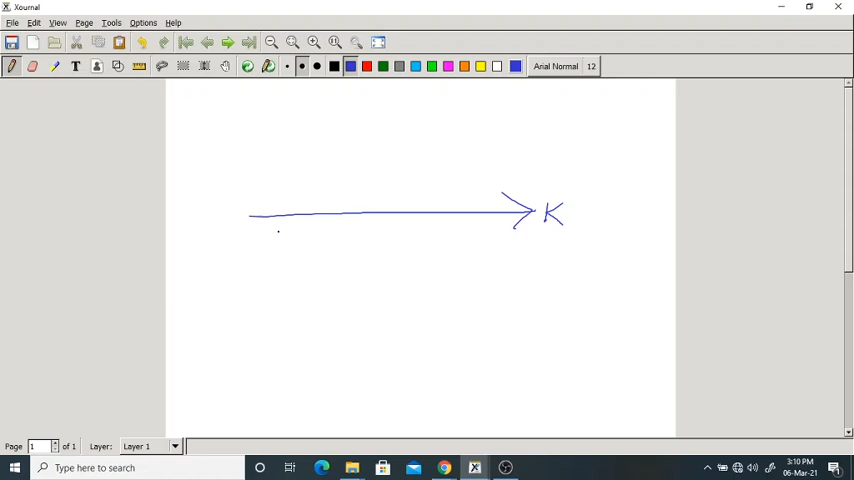 Xournal
File Edit View Page Tools Options Help
T Arial Normal 12
K
Page 1 of 1 Layer: Layer 1
Type here to search
3:10 PM
06-Mar-21